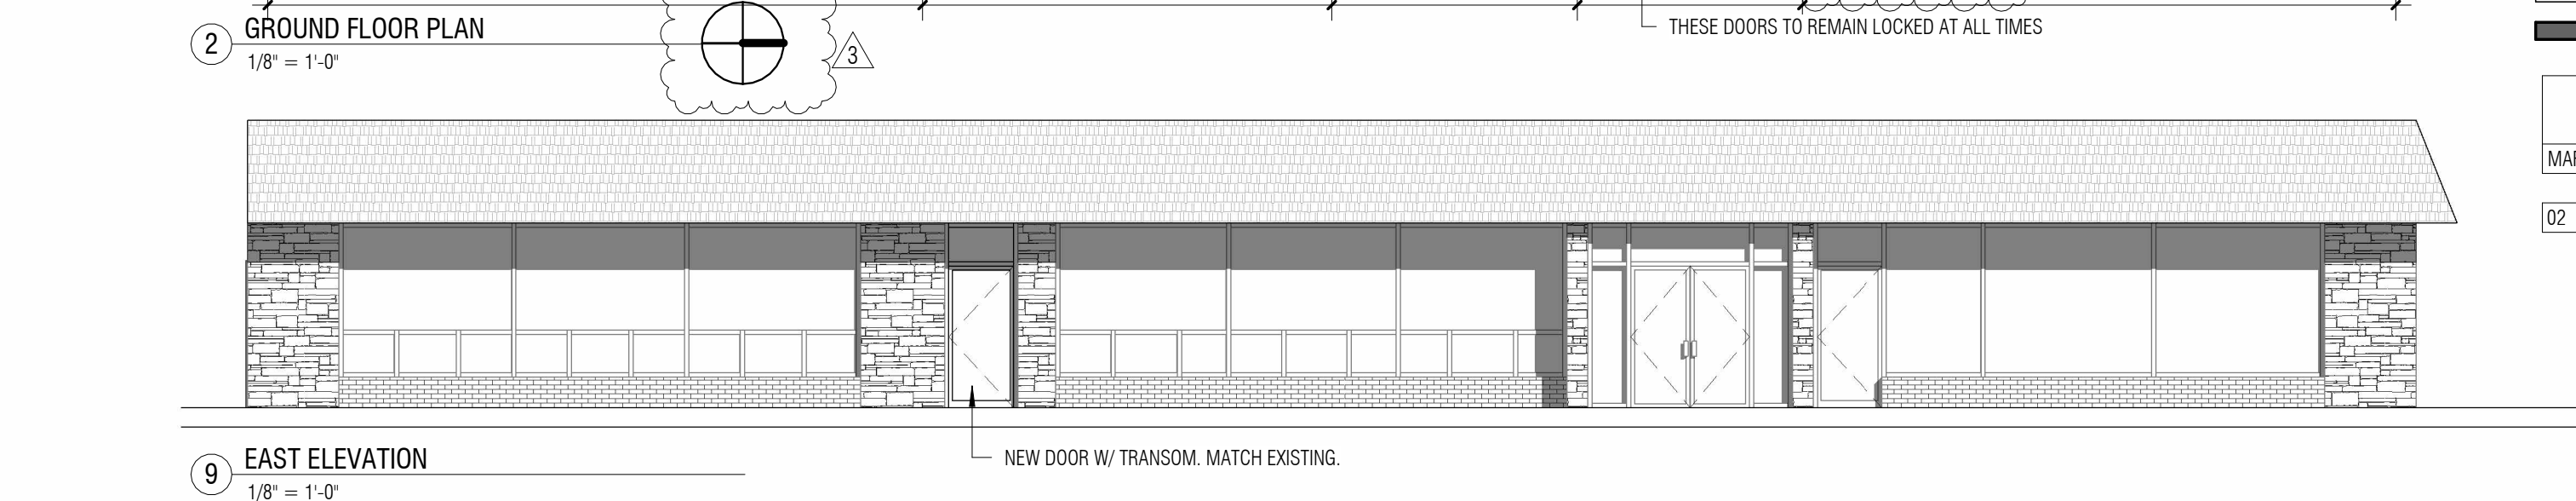 THESE DOORS TO REMAIN LOCKED AT ALL TIMES
2
GROUND FLOOR PLAN
1/8" = 1'-0"
3
02
NEW DOOR W/ TRANSOM. MATCH EXISTING.
9
EAST ELEVATION
1/8" = 1'-0"